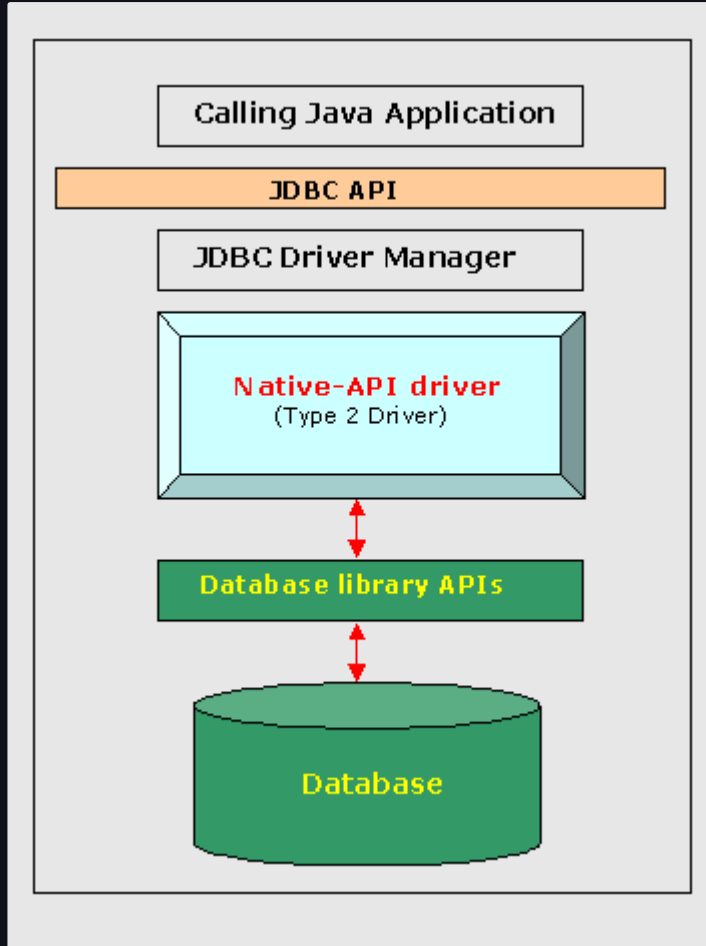 Calling Java Application
JDBC API
JDBC Driver Manager
Native-API driver
(Type 2 Driver)
Database library APIs
Database